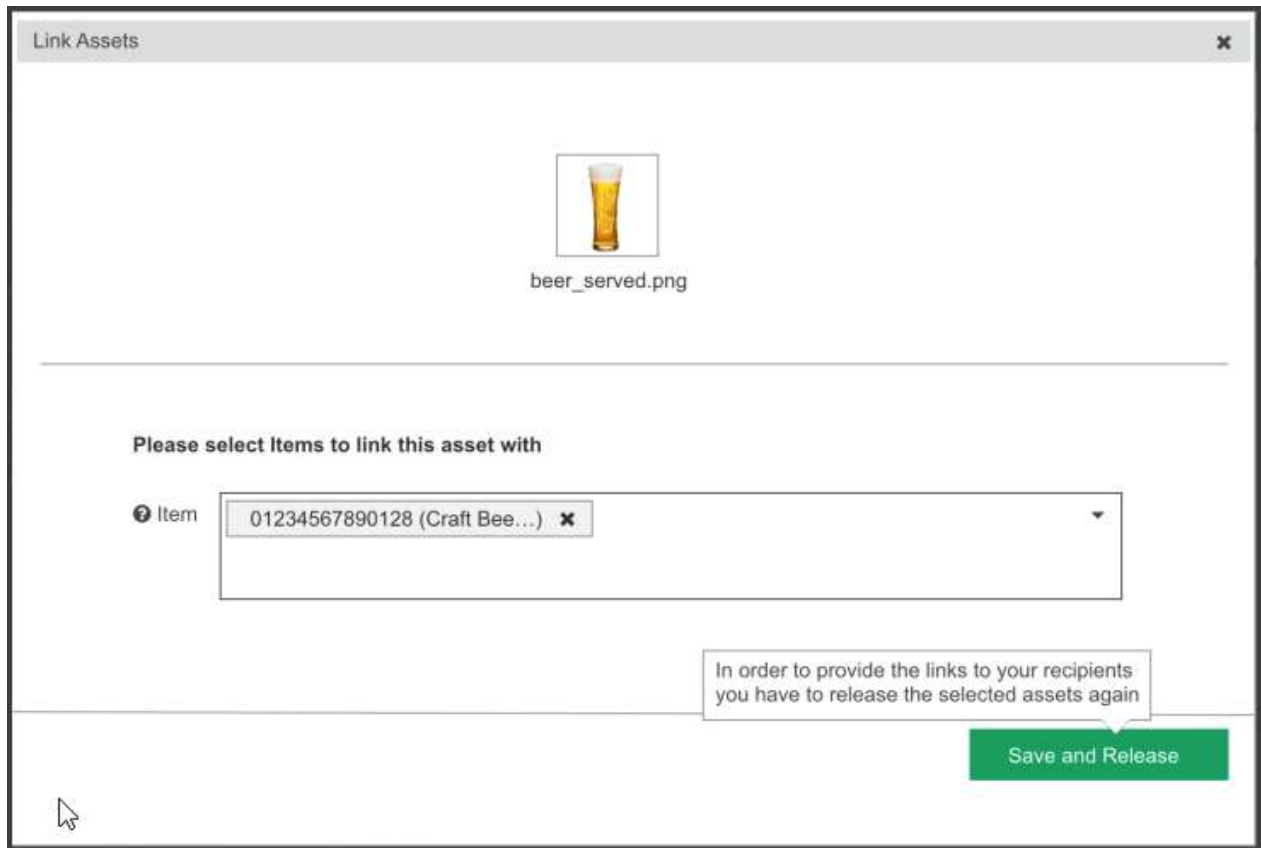 Link Assets
beer_served.png
Please select Items to link this asset with
Item
01234567890128 (Craft Bee...)
In order to provide the links to your recipients
you have to release the selected assets again
Save and Release